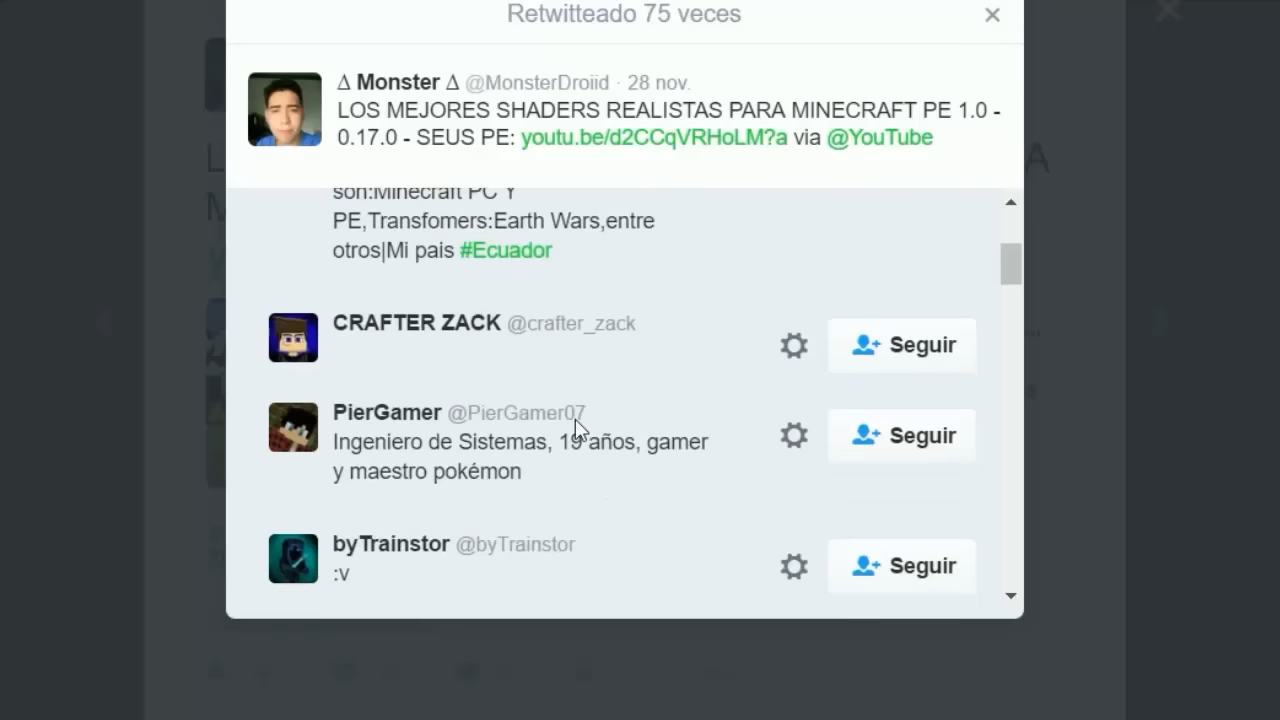 Retwitteado 75 veces
Δ Monster Δ @MonsterDroiid · 28 nov.
LOS MEJORES SHADERS REALISTAS PARA MINECRAFT PE 1.0 -
0.17.0 - SEUS PE: youtu.be/d2CCqVRHoLM?a via @YouTube
son:Minecraft PC Y
PE,Transfomers:Earth Wars,entre
otros|Mi pais #Ecuador
CRAFTER ZACK @crafter_zack
Seguir
PierGamer @PierGamer07
Ingeniero de Sistemas, 19 años, gamer
y maestro pokémon
Seguir
byTrainstor @byTrainstor
:v
Seguir